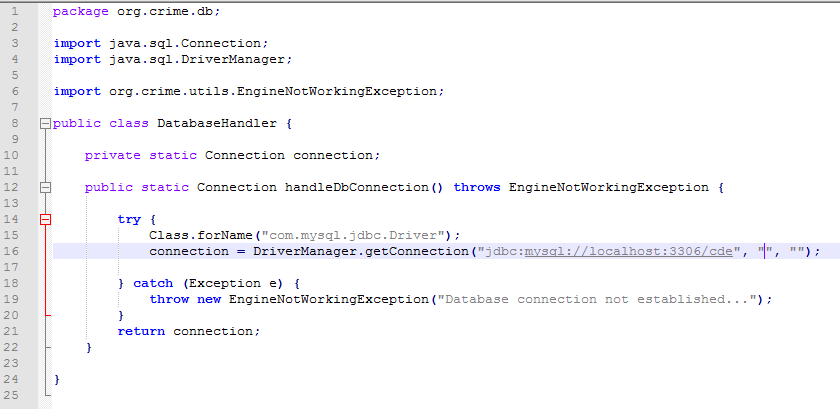 1 package org.crime.db;
2
3 import java.sql.Connection;
4 import java.sql.DriverManager;
5
6 import org.crime.utils.EngineNotWorkingException;
7
8 public class DatabaseHandler {
9
10     private static Connection connection;
11
12     public static Connection handleDbConnection() throws EngineNotWorkingException {
13
14         try {
15             Class.forName("com.mysql.jdbc.Driver");
16             connection = DriverManager.getConnection("jdbc:mysql://localhost:3306/cde", "", "");
17
18         } catch (Exception e) {
19             throw new EngineNotWorkingException("Database connection not established...");
20         }
21         return connection;
22     }
23
24 }
25